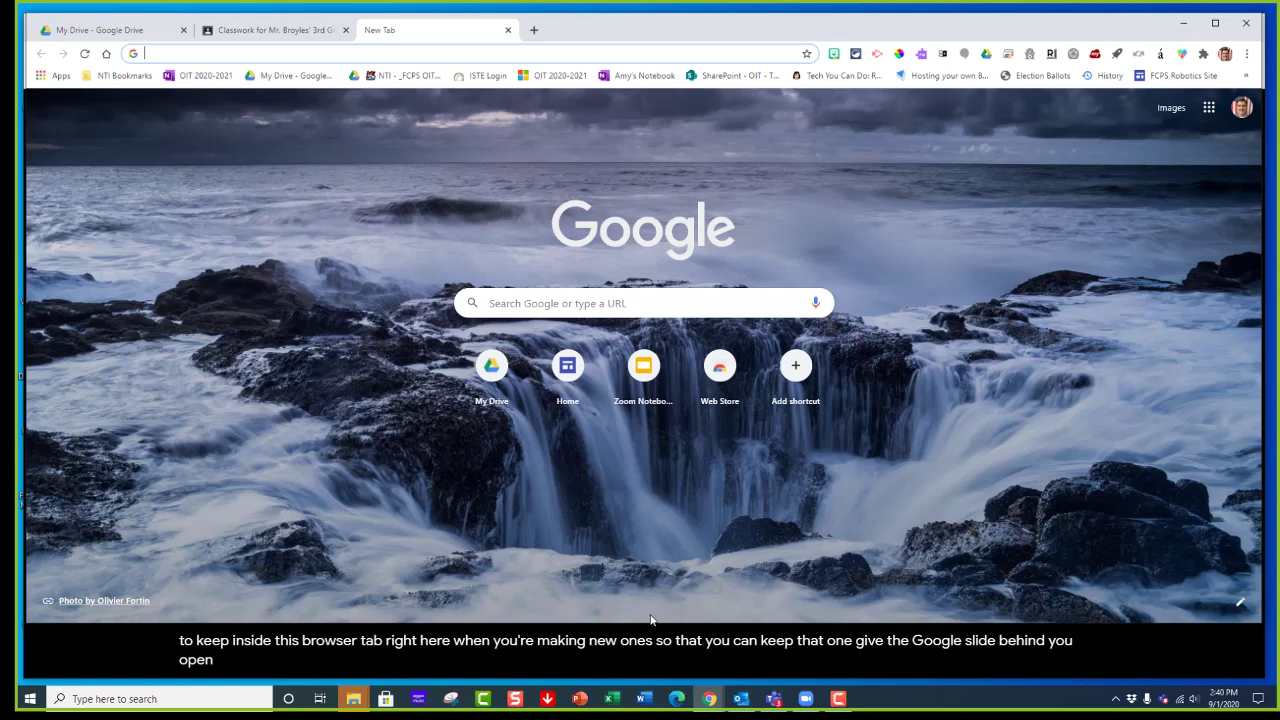 My Drive - Google Drive
Classwork for Mr. Broyles' 3rd Gr
New Tab
Apps
NTI Bookmarks
OIT 2020-2021
My Drive - Google...
NTI - _FCPS OIT...
ISTE Login
OIT 2020-2021
Amy's Notebook
SharePoint - OIT - T...
Tech You Can Do: R...
Hosting your own B...
Election Ballots
History
FCPS Robotics Site
»
Images
Google
Search Google or type a URL
My Drive
Home
Zoom Notebo...
Web Store
Add shortcut
Photo by Olivier Fortin
to keep inside this browser tab right here when you're making new ones so that you can keep that one give the Google slide behind you
open
Type here to search
2:40 PM
9/1/2020